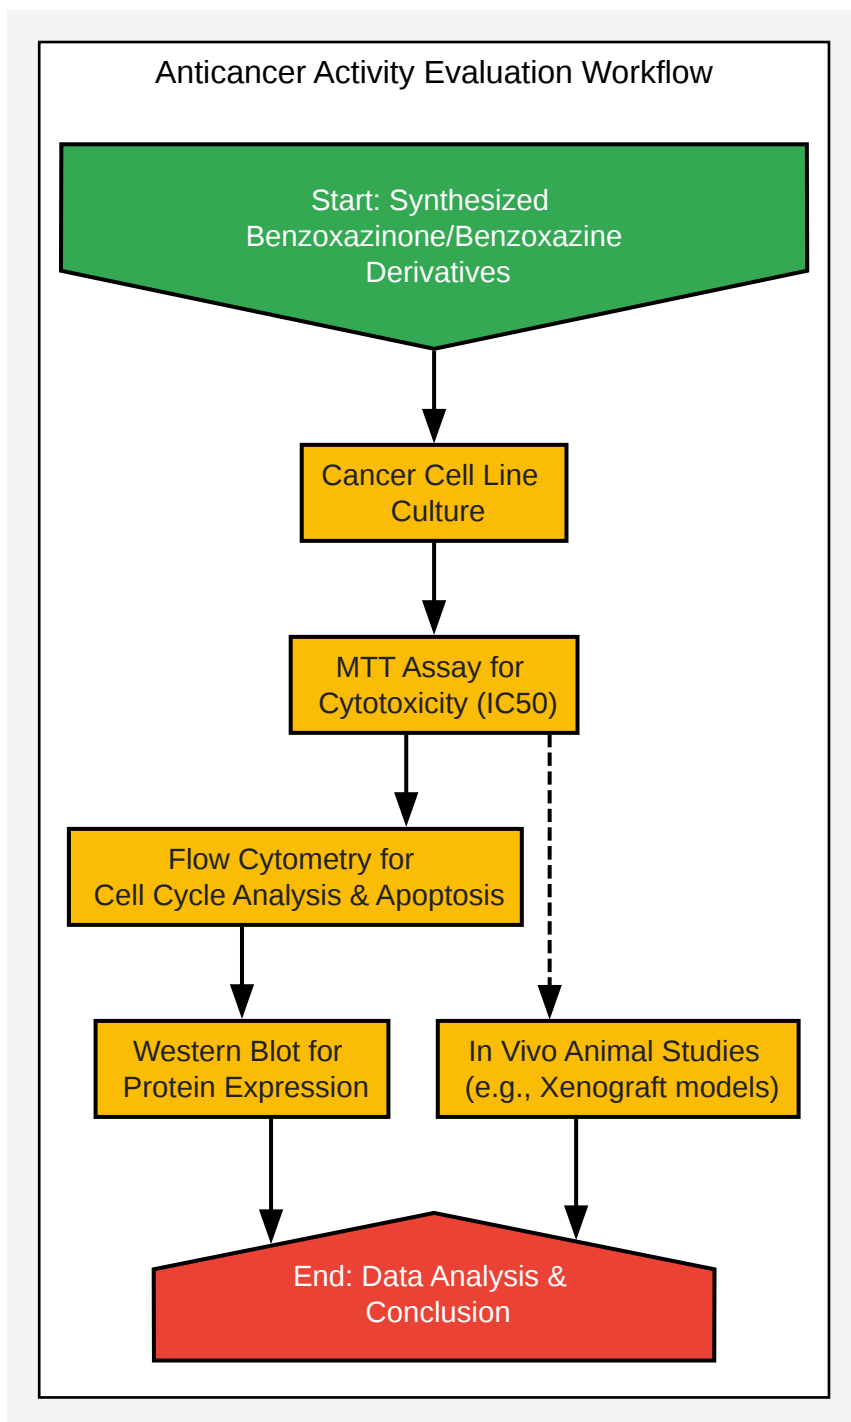 Anticancer Activity Evaluation Workflow
Start: Synthesized
Benzoxazinone/Benzoxazine
Derivatives
Cancer Cell Line
Culture
MTT Assay for
Cytotoxicity (IC50)
Flow Cytometry for
Cell Cycle Analysis & Apoptosis
Western Blot for
Protein Expression
In Vivo Animal Studies
(e.g., Xenograft models)
End: Data Analysis &
Conclusion